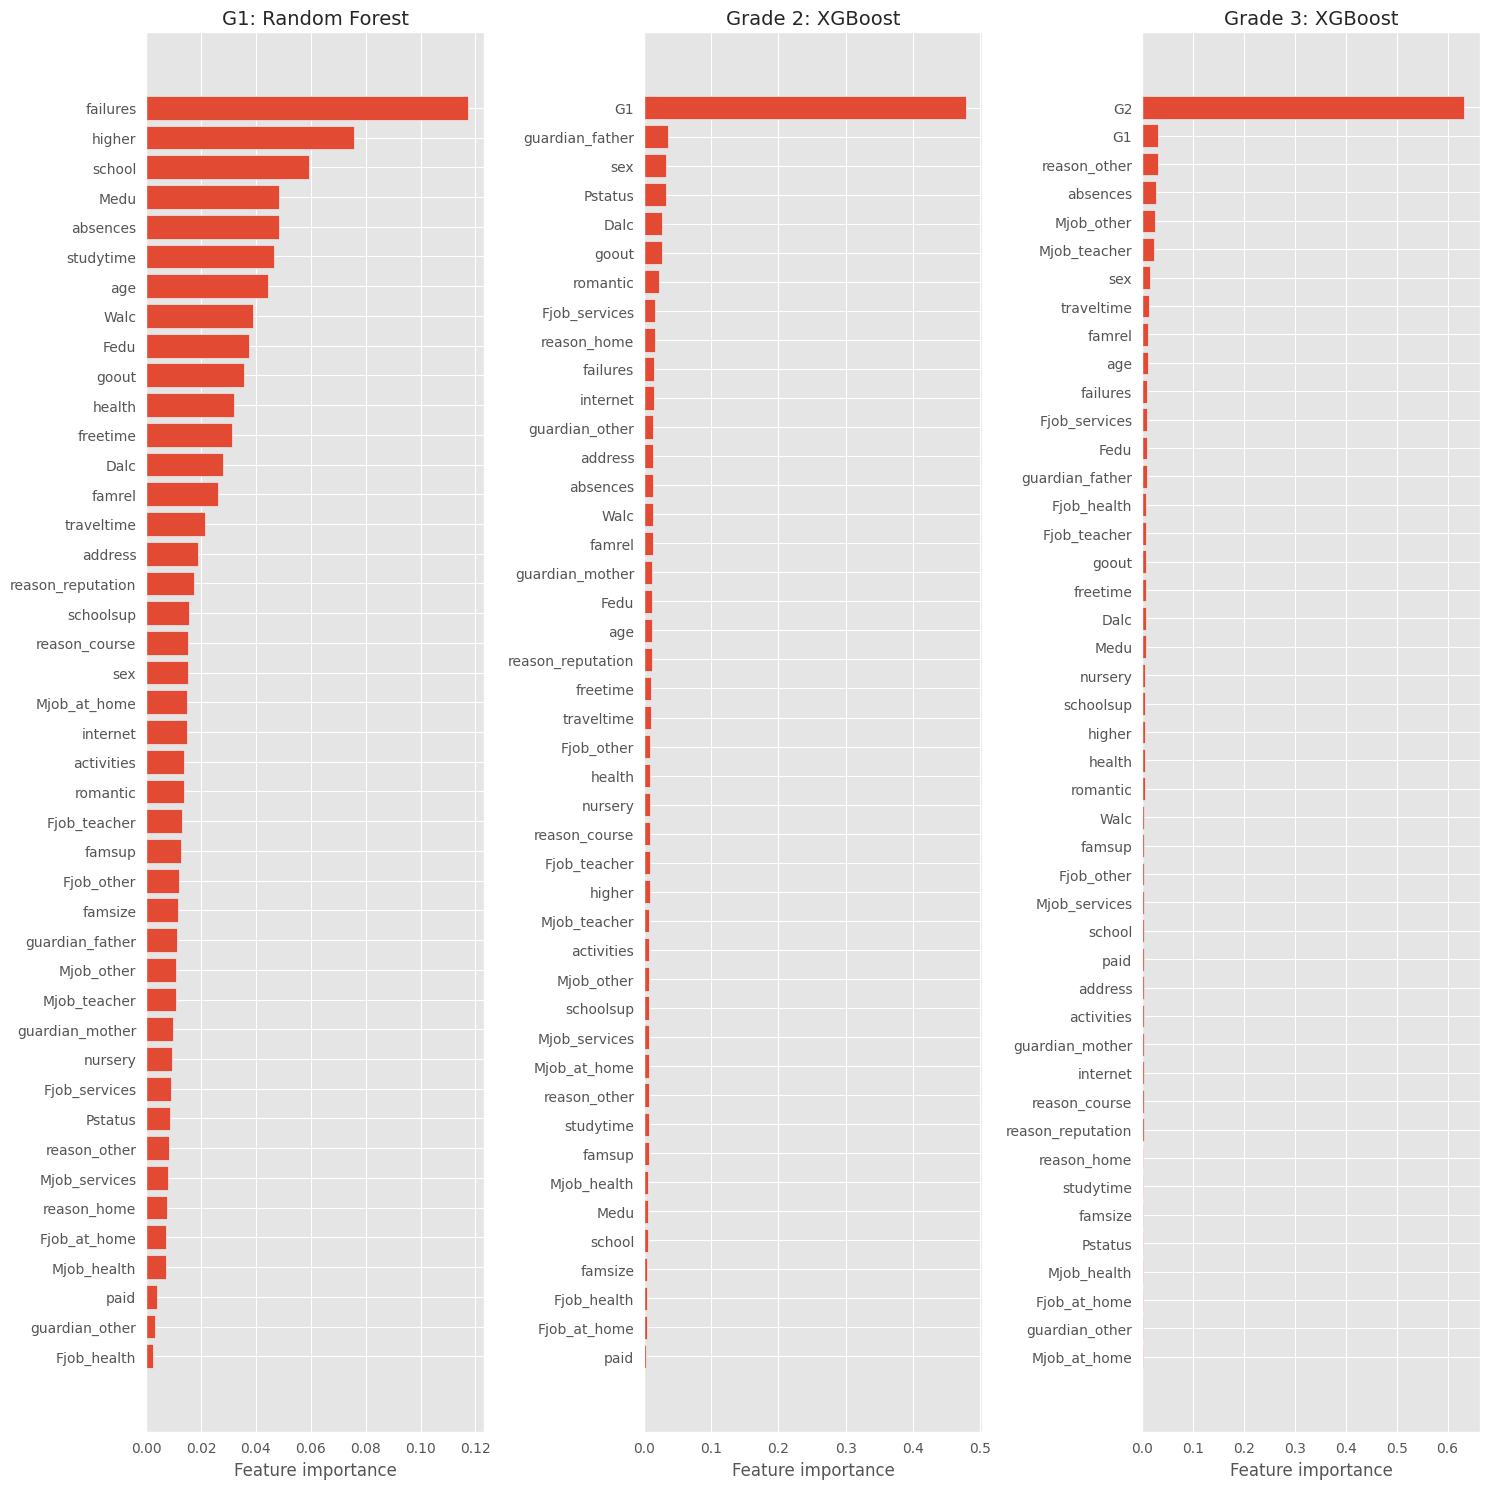 G1: Random Forest
failures
higher
school
Medu
absences
studytime
age
Walc
Fedu
goout
health
freetime
Dalc
famrel
traveltime
address
reason_reputation
schoolsup
reason_course
sex
Mjob_at_home
internet
activities
romantic
Fjob_teacher
famsup
Fjob_other
famsize
guardian_father
Mjob_other
Mjob_teacher
guardian_mother
nursery
Fjob_services
Pstatus
reason_other
Mjob_services
reason_home
Fjob_at_home
Mjob_health
paid
guardian_other
Fjob_health
0.00 0.02 0.04 0.06 0.08 0.10 0.12
Feature importance
Grade 2: XGBoost
G1
guardian_father
sex
Pstatus
Dalc
goout
romantic
Fjob_services
reason_home
failures
internet
guardian_other
address
absences
Walc
famrel
guardian_mother
Fedu
age
reason_reputation
freetime
traveltime
Fjob_other
health
nursery
reason_course
Fjob_teacher
higher
Mjob_teacher
activities
Mjob_other
schoolsup
Mjob_services
Mjob_at_home
reason_other
studytime
famsup
Mjob_health
Medu
school
famsize
Fjob_health
Fjob_at_home
paid
0.0 0.1 0.2 0.3 0.4 0.5
Feature importance
Grade 3: XGBoost
G2
G1
reason_other
absences
Mjob_other
Mjob_teacher
sex
traveltime
famrel
age
failures
Fjob_services
Fedu
guardian_father
Fjob_health
Fjob_teacher
goout
freetime
Dalc
Medu
nursery
schoolsup
higher
health
romantic
Walc
famsup
Fjob_other
Mjob_services
school
paid
address
activities
guardian_mother
internet
reason_course
reason_reputation
reason_home
studytime
famsize
Pstatus
Mjob_health
Fjob_at_home
guardian_other
Mjob_at_home
0.0 0.1 0.2 0.3 0.4 0.5 0.6
Feature importance